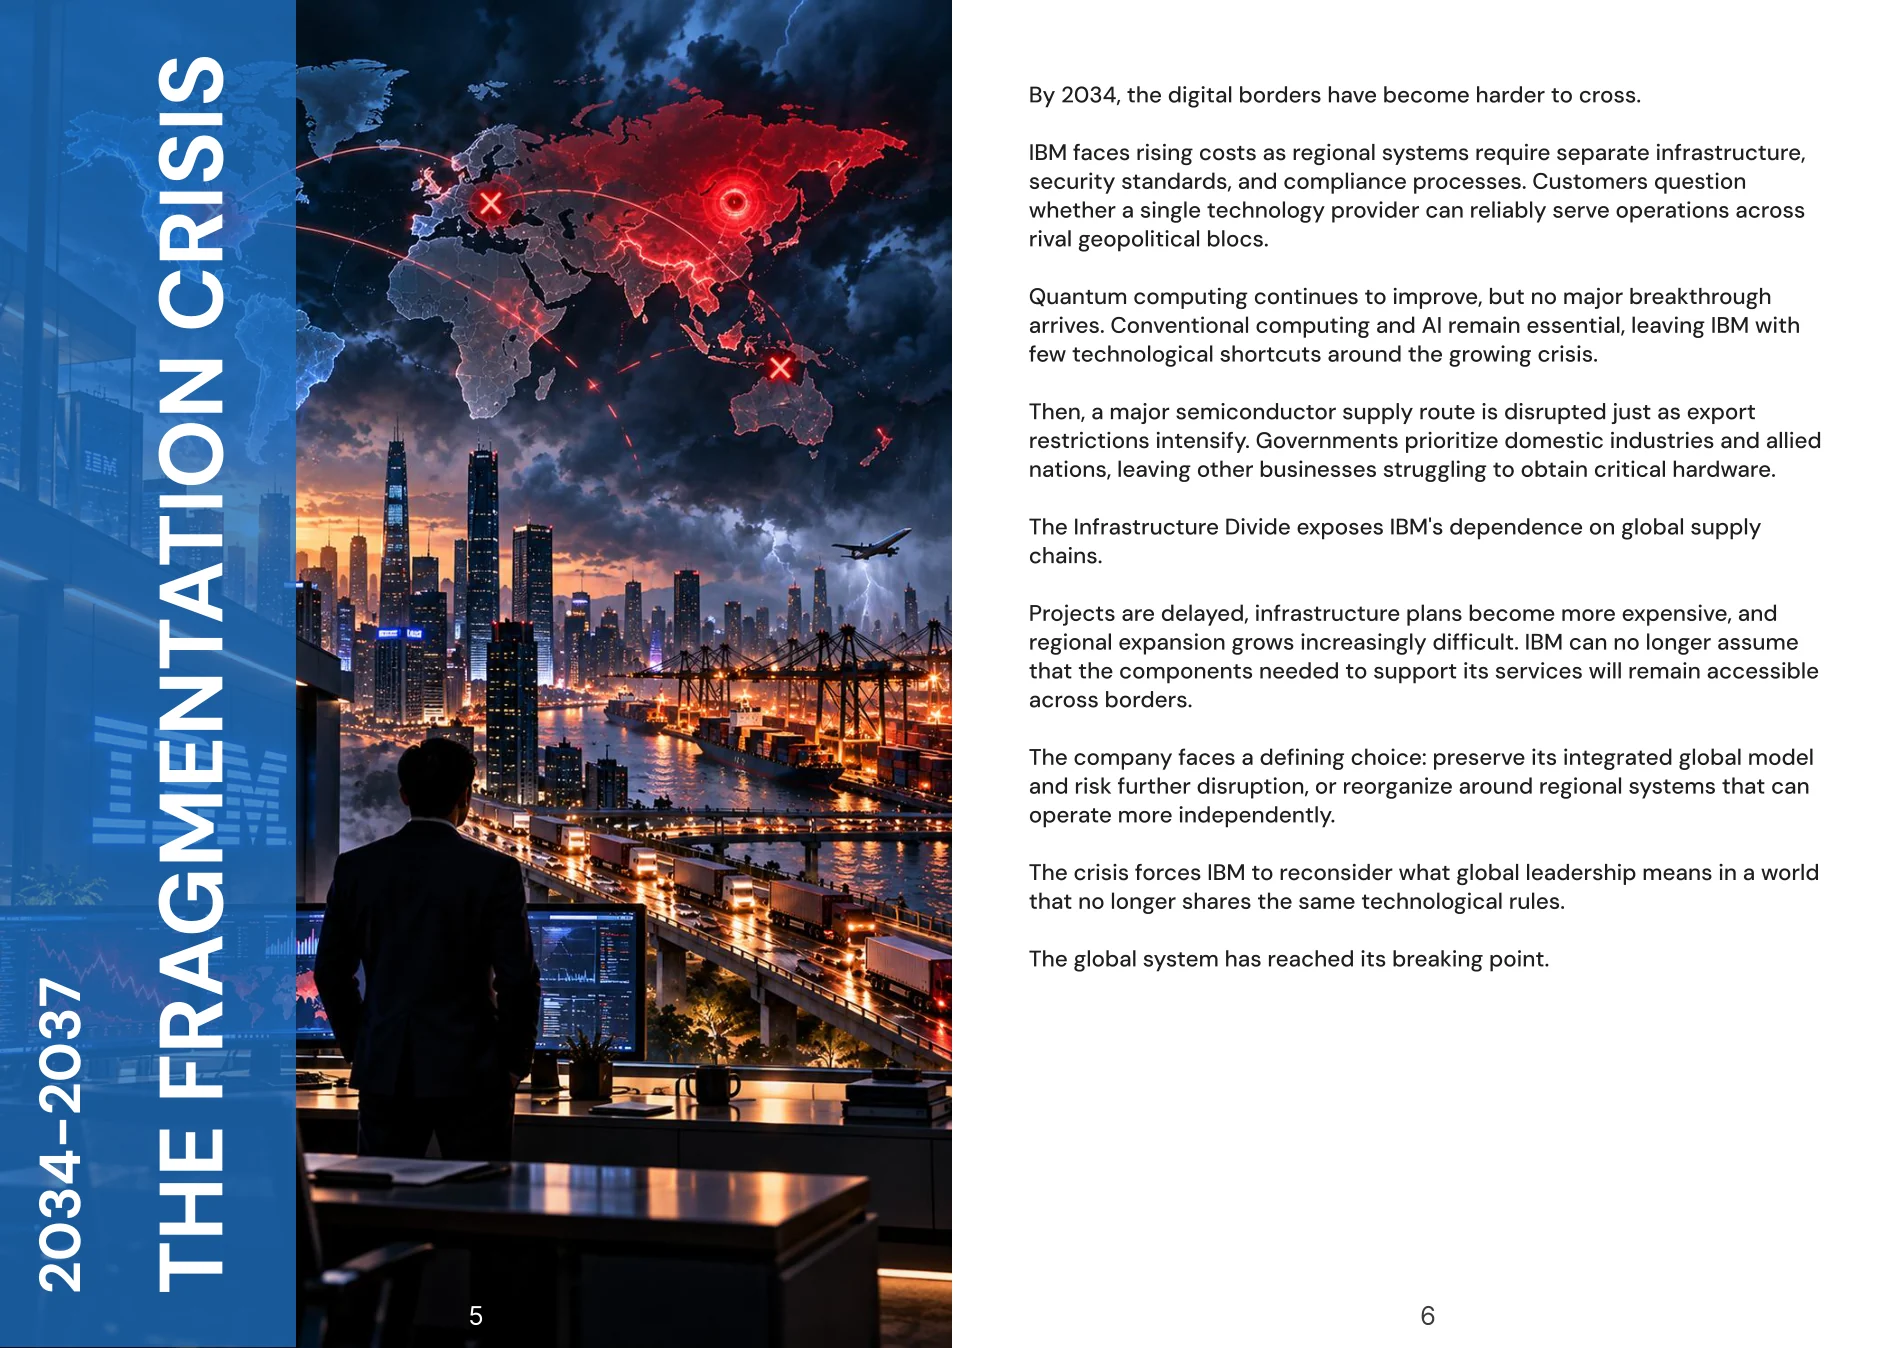 2034–2037
THE FRAGMENTATION CRISIS
IBM
IBM
5
By 2034, the digital borders have become harder to cross.
IBM faces rising costs as regional systems require separate infrastructure,
security standards, and compliance processes. Customers question
whether a single technology provider can reliably serve operations across
rival geopolitical blocs.
Quantum computing continues to improve, but no major breakthrough
arrives. Conventional computing and AI remain essential, leaving IBM with
few technological shortcuts around the growing crisis.
Then, a major semiconductor supply route is disrupted just as export
restrictions intensify. Governments prioritize domestic industries and allied
nations, leaving other businesses struggling to obtain critical hardware.
The Infrastructure Divide exposes IBM's dependence on global supply
chains.
Projects are delayed, infrastructure plans become more expensive, and
regional expansion grows increasingly difficult. IBM can no longer assume
that the components needed to support its services will remain accessible
across borders.
The company faces a defining choice: preserve its integrated global model
and risk further disruption, or reorganize around regional systems that can
operate more independently.
The crisis forces IBM to reconsider what global leadership means in a world
that no longer shares the same technological rules.
The global system has reached its breaking point.
6